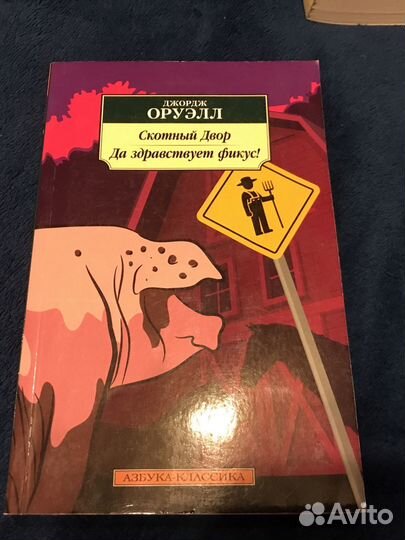 ДЖОРДЖ
ОРУЭЛЛ
Скотный Двор
Да здравствует фикус!
АЗБУКА-КЛАССИКА
Avito